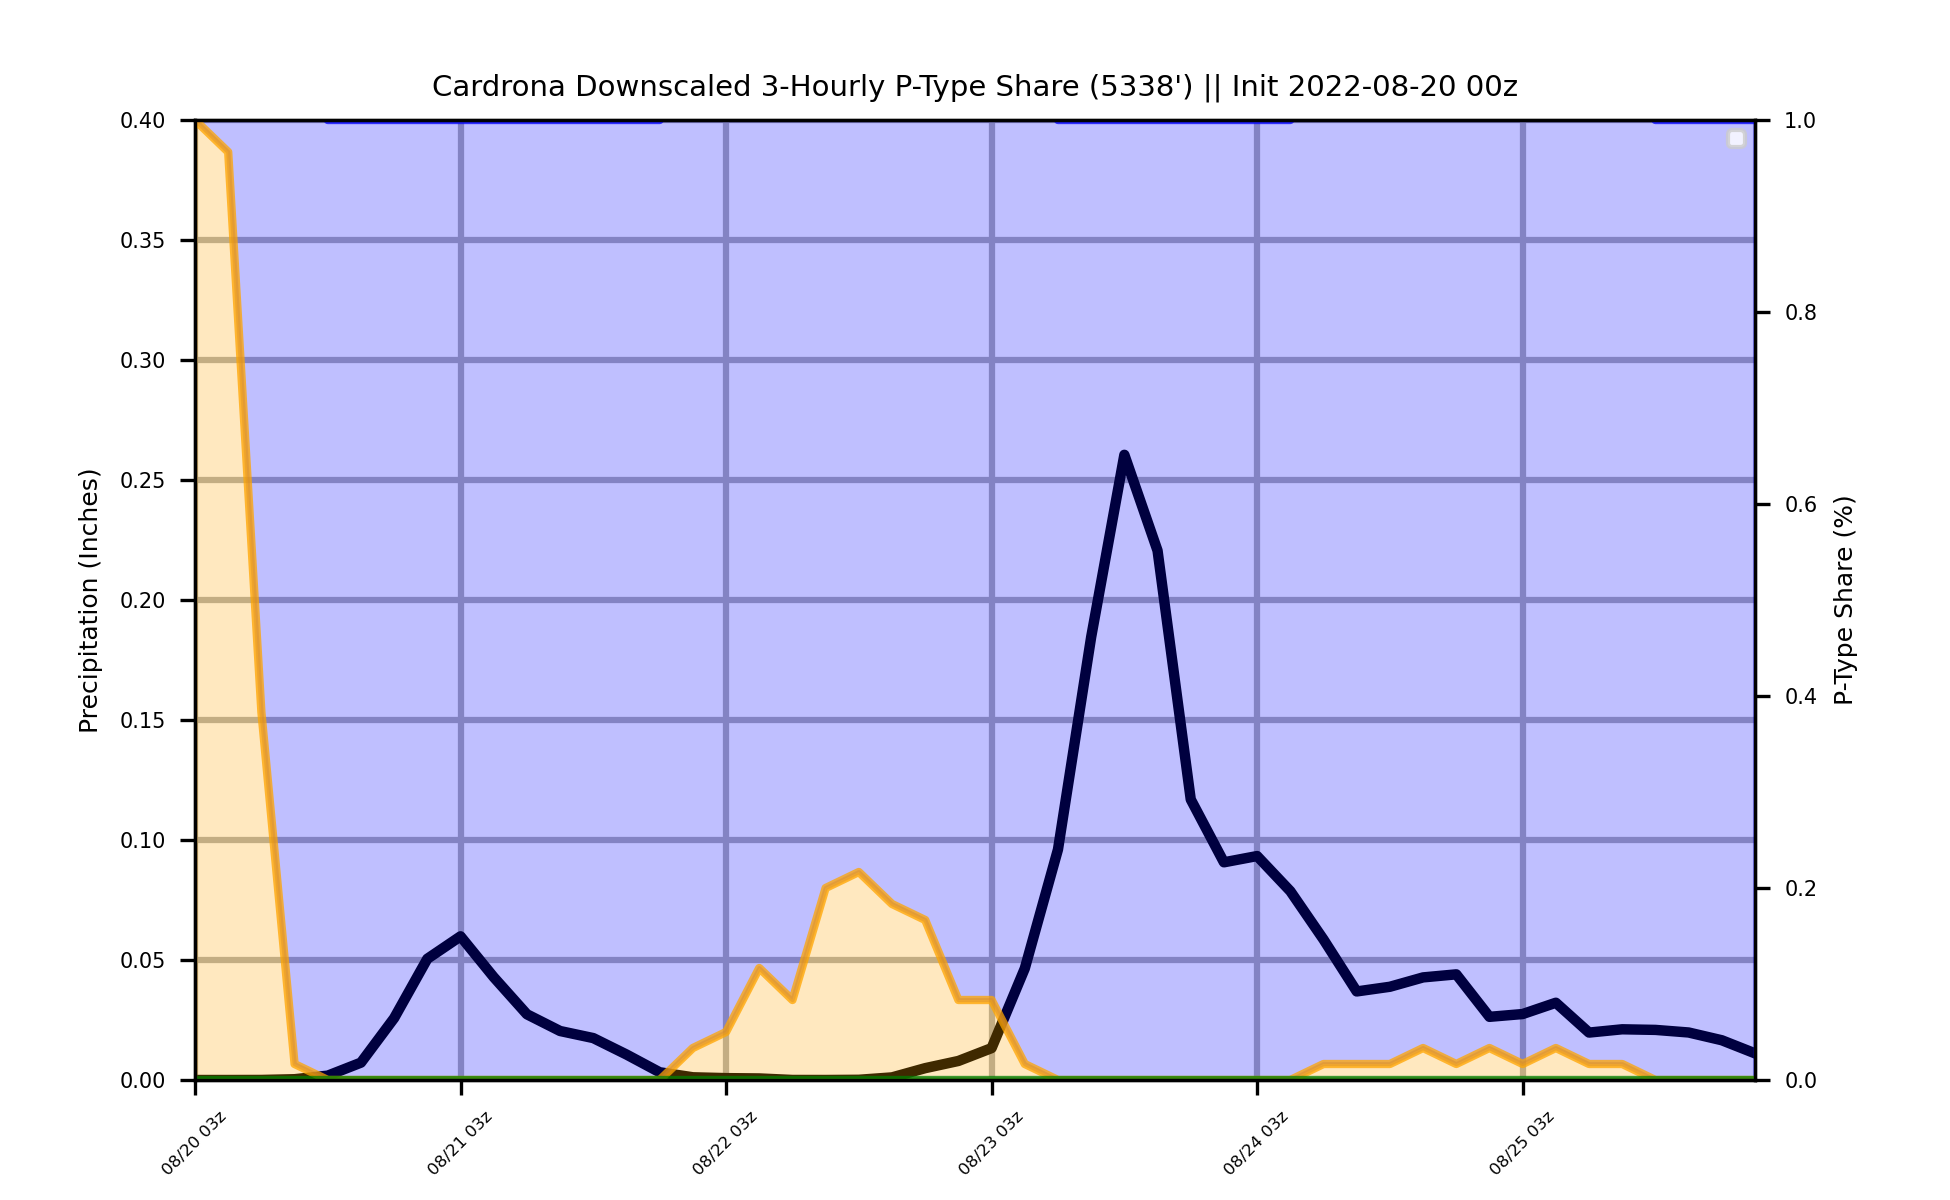 Cardrona Downscaled 3-Hourly P-Type Share (5338') || Init 2022-08-20 00z
Precipitation (Inches)
0.40
0.35
0.30
0.25
0.20
0.15
0.10
0.05
0.00
1.0
0.8
0.6
0.4
0.2
0.0
P-Type Share (%)
08/20 03z
08/21 03z
08/22 03z
08/23 03z
08/24 03z
08/25 03z